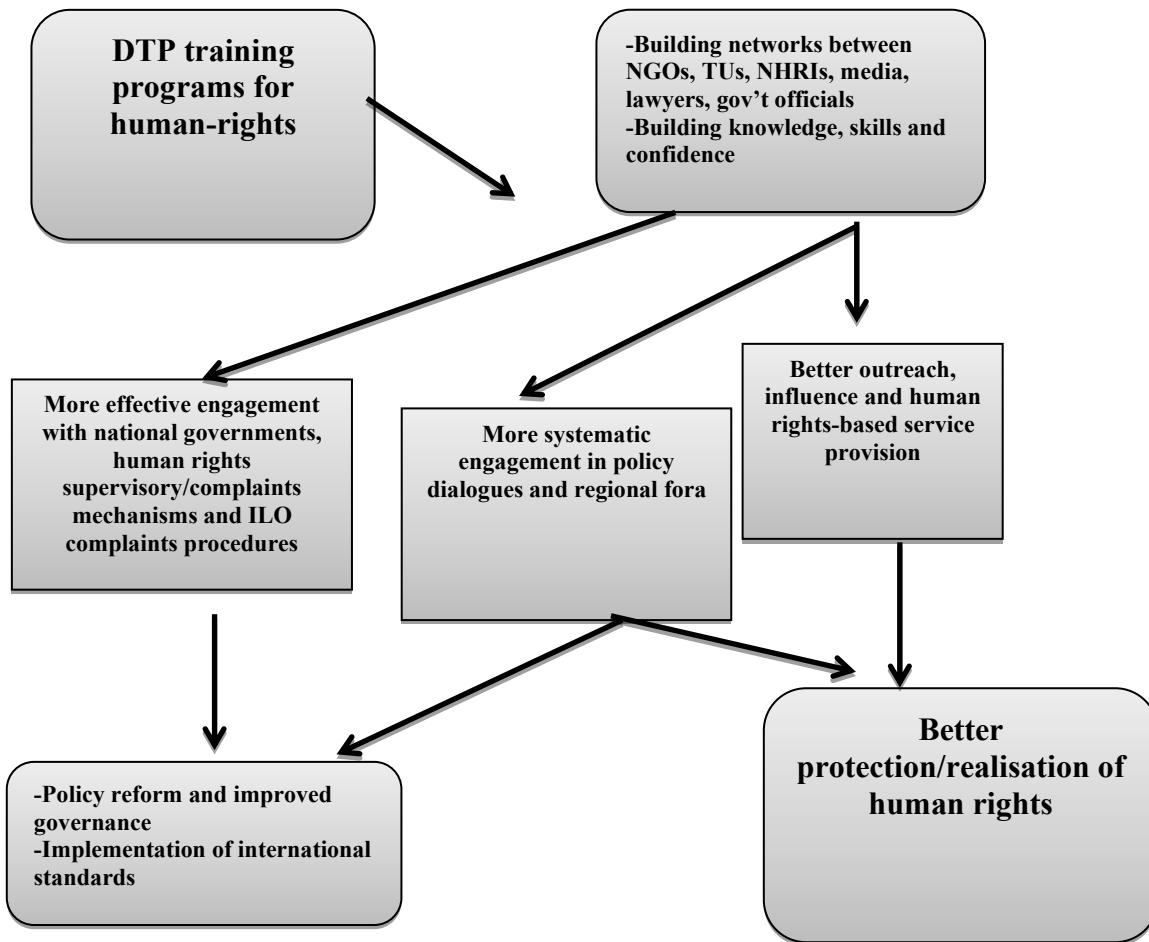 DTP training
programs for
human-rights
-Building networks between
NGOs, TUs, NHRIs, media,
lawyers, gov't officials
-Building knowledge, skills and
confidence
More effective engagement
with national governments,
human rights
supervisory/complaints
mechanisms and ILO
complaints procedures
More systematic
engagement in policy
dialogues and regional fora
Better outreach,
influence and human
rights-based service
provision
-Policy reform and improved
governance
-Implementation of international
standards
Better
protection/realisation of
human rights